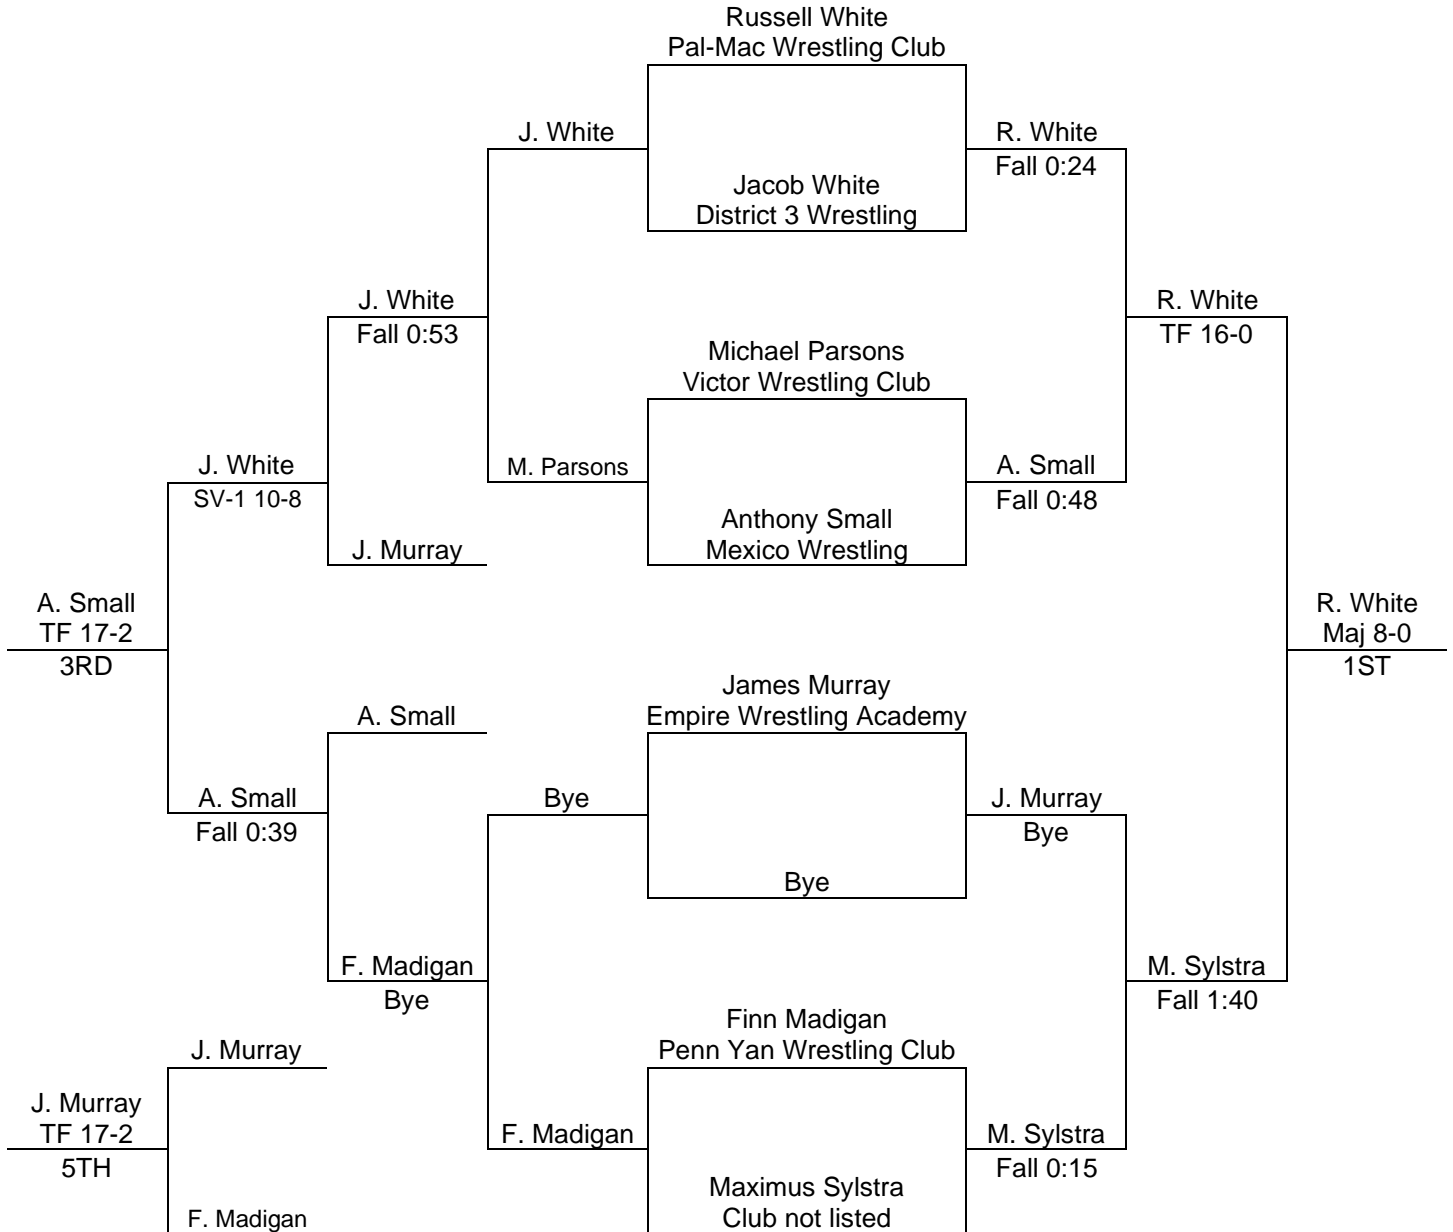 Russell White
Pal-Mac Wrestling Club
J. White
R. White
Fall 0:24
Jacob White
District 3 Wrestling
J. White
Fall 0:53
R. White
TF 16-0
Michael Parsons
Victor Wrestling Club
J. White
SV-1 10-8
M. Parsons
A. Small
Fall 0:48
Anthony Small
Mexico Wrestling
J. Murray
A. Small
TF 17-2
3RD
R. White
Maj 8-0
1ST
James Murray
Empire Wrestling Academy
A. Small
A. Small
Fall 0:39
Bye
J. Murray
Bye
Bye
F. Madigan
Bye
M. Sylstra
Fall 1:40
Finn Madigan
Penn Yan Wrestling Club
J. Murray
J. Murray
TF 17-2
5TH
F. Madigan
M. Sylstra
Fall 0:15
Maximus Sylstra
Club not listed
F. Madigan